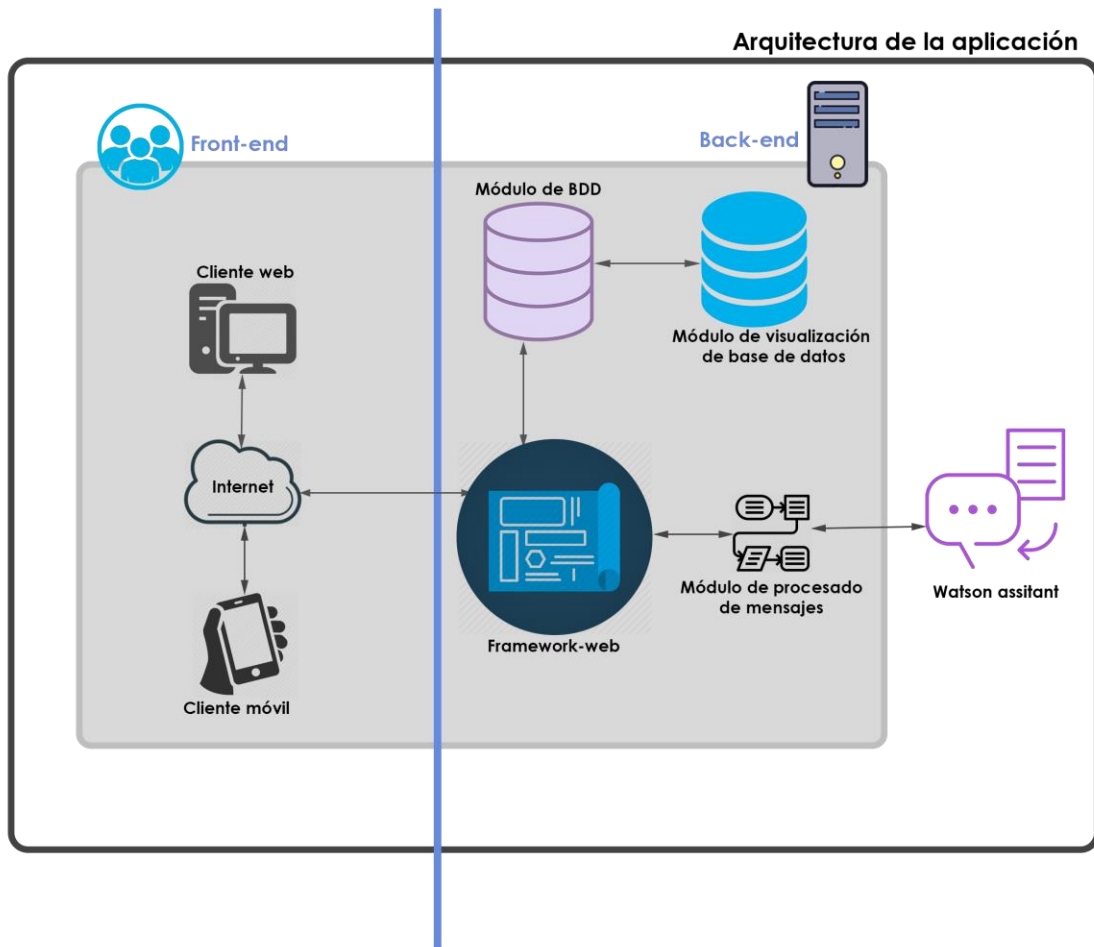 Arquitectura de la aplicación
Front-end
Back-end
Módulo de BDD
Cliente web
Módulo de visualización
de base de datos
Internet
Módulo de procesado
de mensajes
Watson assitant
Framework-web
Cliente móvil